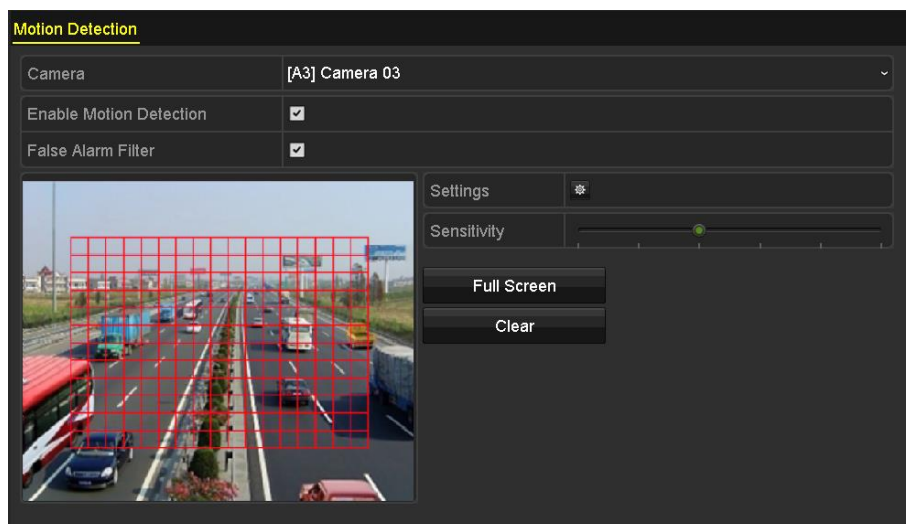 Motion Detection
Camera
[A3] Camera 03
Enable Motion Detection
False Alarm Filter
Settings
Sensitivity
Full Screen
Clear